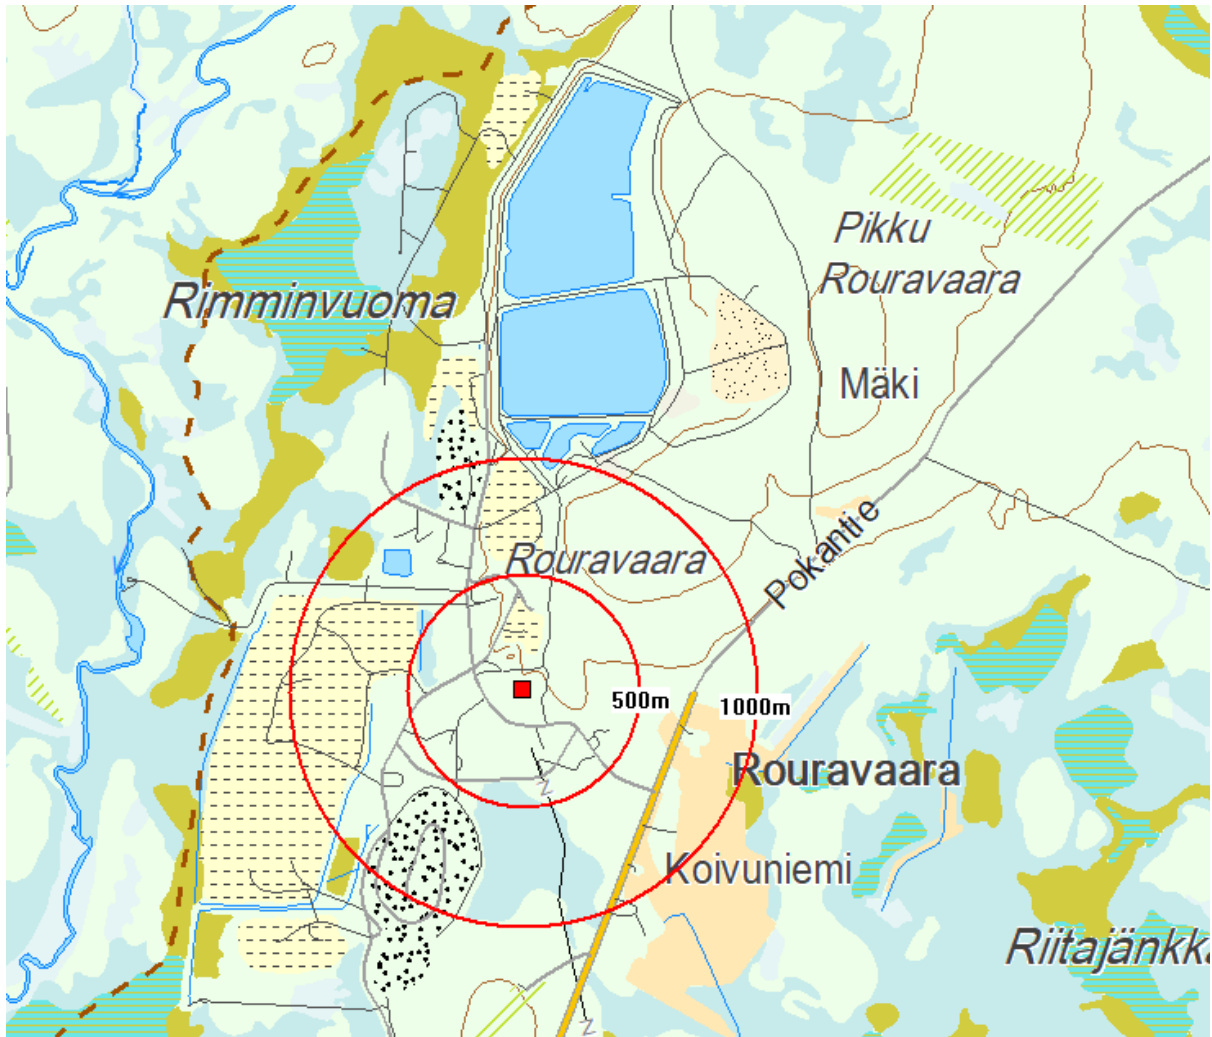 Pikku
Rouravaara
Rimminvuoma
Mäki
Pokantie
Rouravaara
500m
1000m
Rouravaara
Koivuniemi
Riitajänkkä
Z
Z